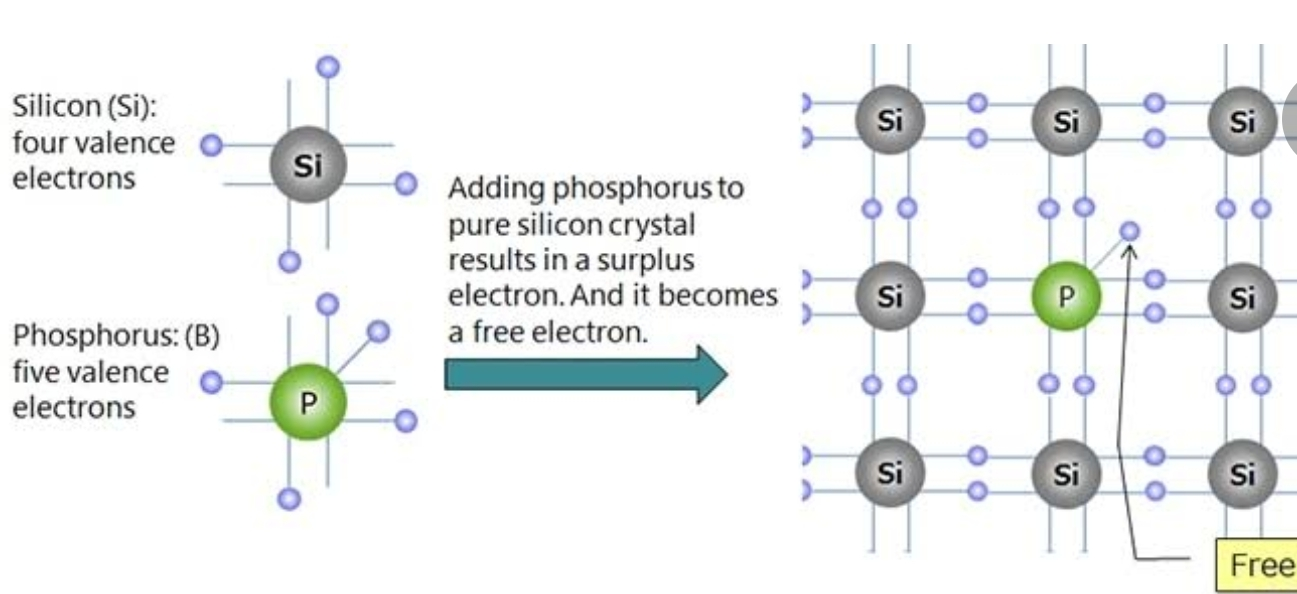 Silicon (Si):
four valence
electrons
Si
Phosphorus: (B)
five valence
electrons
P
Adding phosphorus to
pure silicon crystal
results in a surplus
electron. And it becomes
a free electron.
Si Si Si
Si P Si
Si Si Si
Free